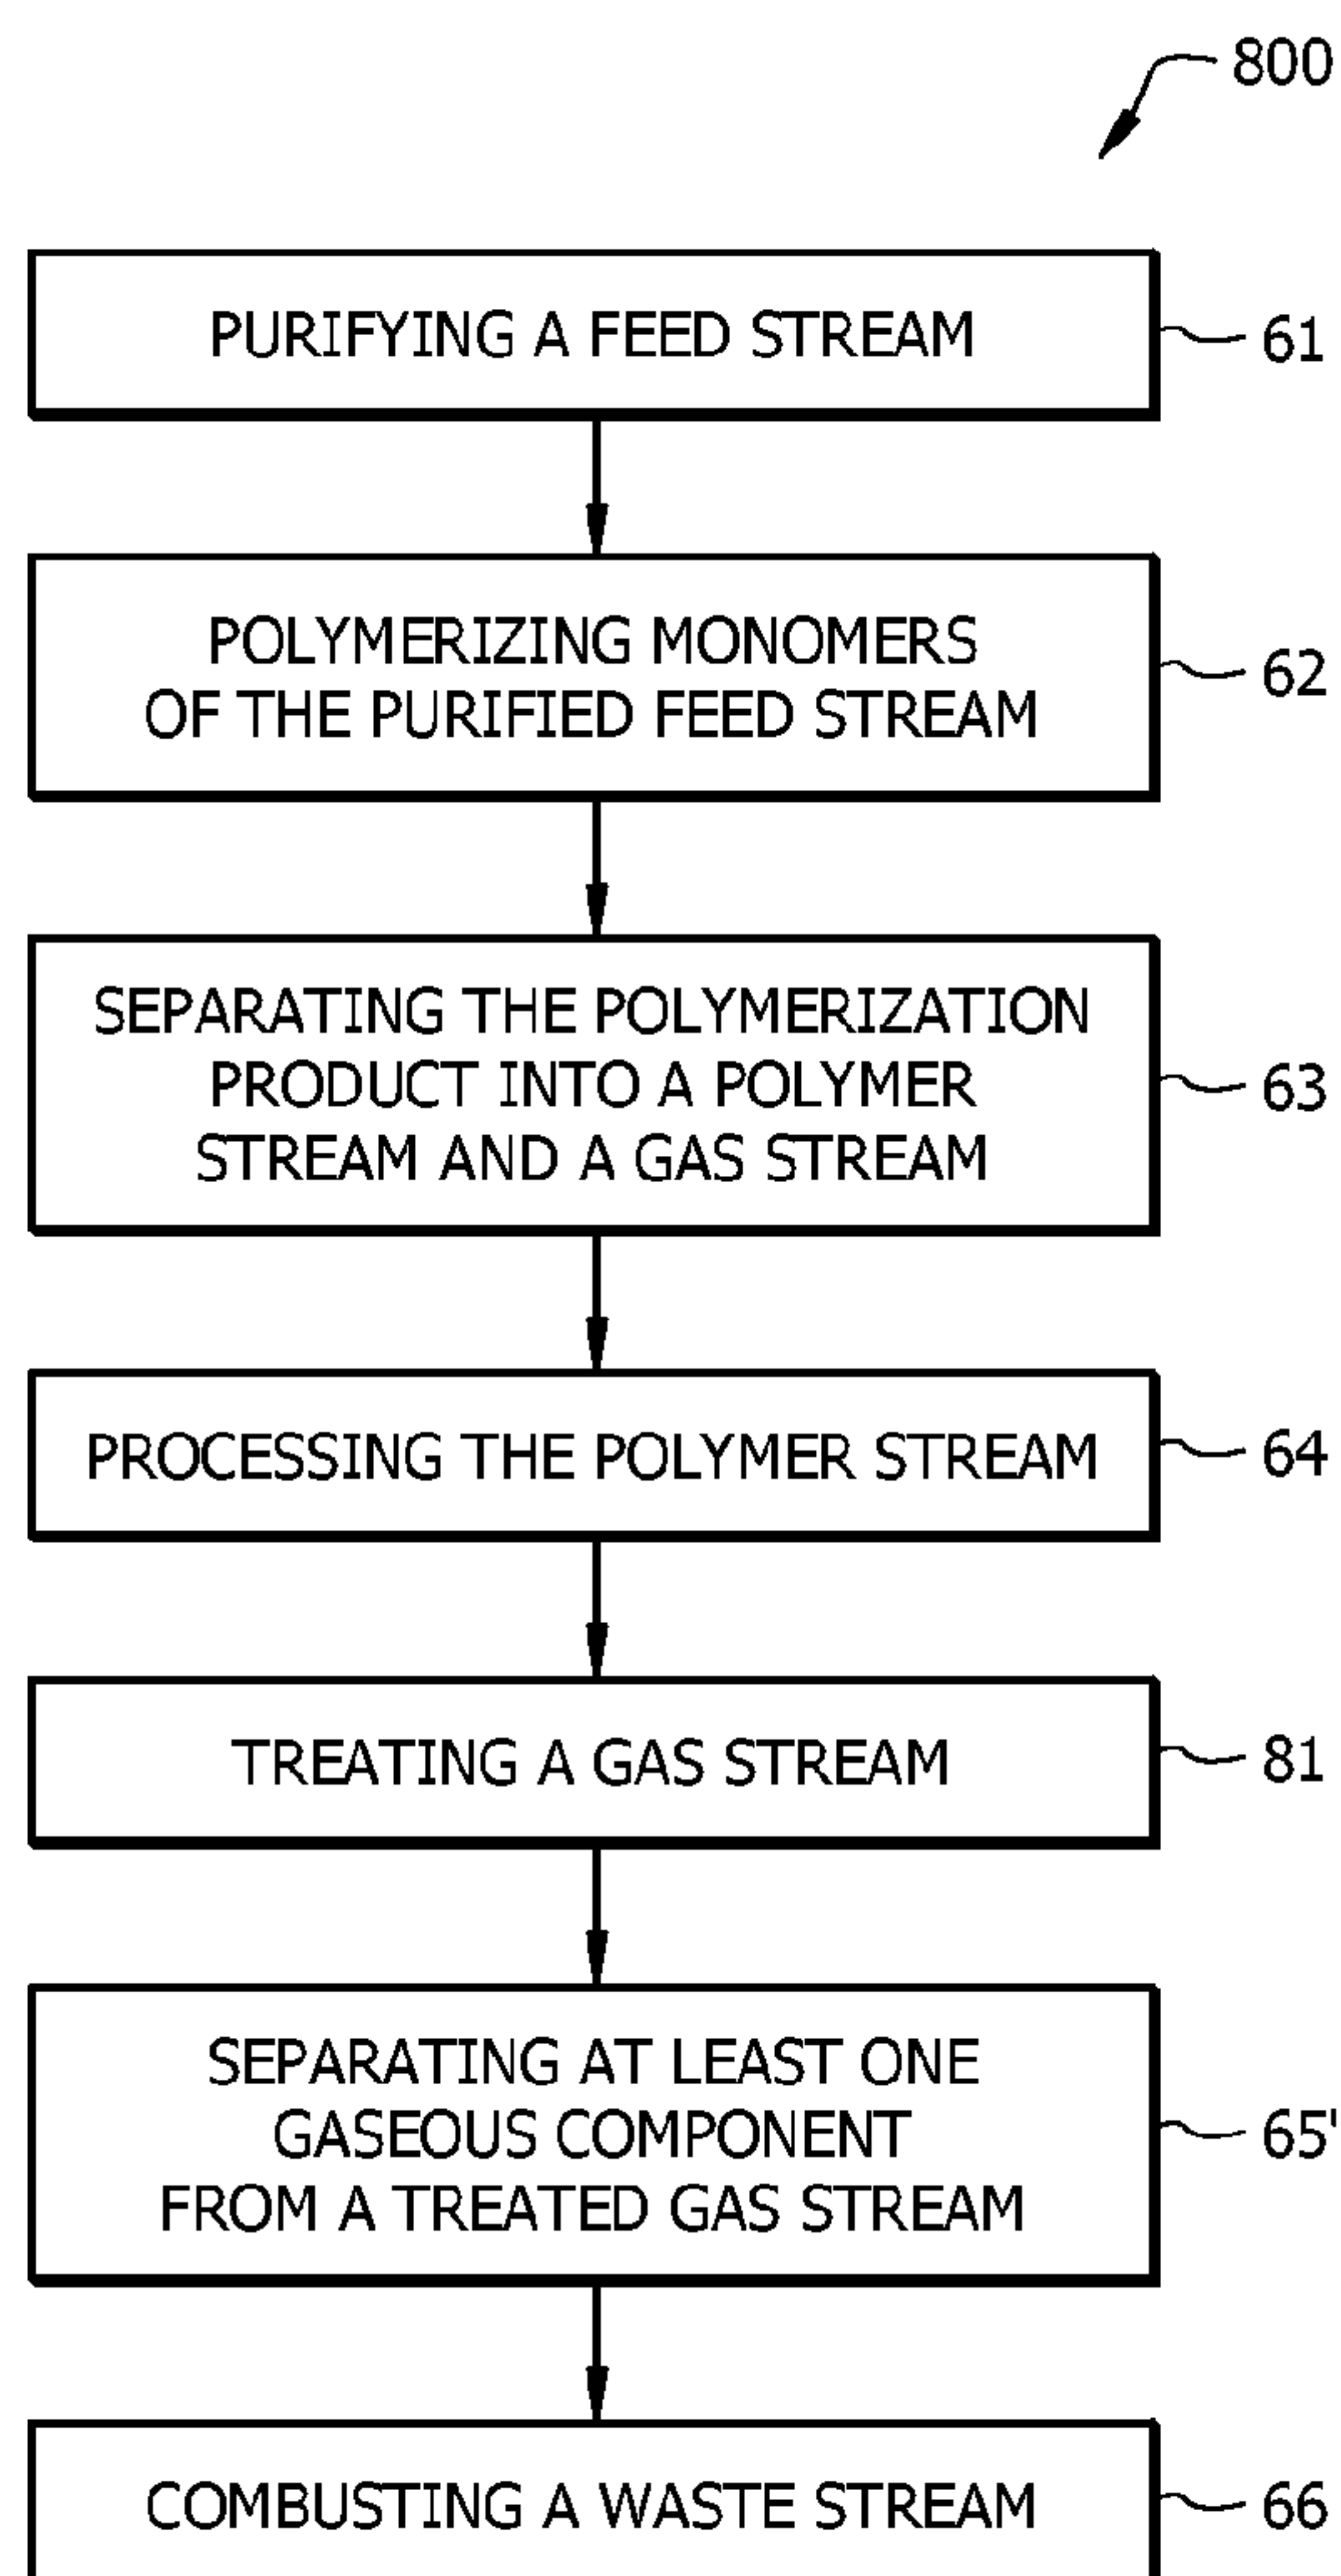 800
PURIFYING A FEED STREAM
61
POLYMERIZING MONOMERS
OF THE PURIFIED FEED STREAM
62
SEPARATING THE POLYMERIZATION
PRODUCT INTO A POLYMER
STREAM AND A GAS STREAM
63
PROCESSING THE POLYMER STREAM
64
TREATING A GAS STREAM
81
SEPARATING AT LEAST ONE
GASEOUS COMPONENT
FROM A TREATED GAS STREAM
65'
COMBUSTING A WASTE STREAM
66